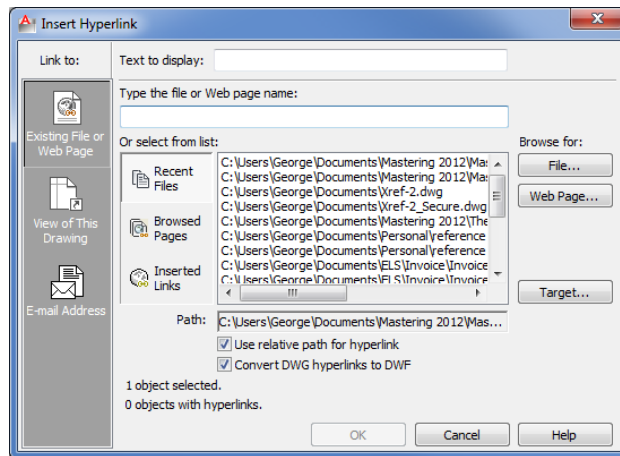 Insert Hyperlink
Link to:
Existing File or
Web Page
View of This
Drawing
E-mail Address
Text to display:
Type the file or Web page name:
Or select from list:
Recent
Files
Browsed
Pages
Inserted
Links
C:\Users\George\Documents\Mastering 2012\Mas
C:\Users\George\Documents\Mastering 2012\Mas
C:\Users\George\Documents\Xref-2.dwg
C:\Users\George\Documents\Xref-2_Secure.dwg
C:\Users\George\Documents\Mastering 2012\The
C:\Users\George\Documents\Personal\reference
C:\Users\George\Documents\Personal\reference
C:\Users\George\Documents\ELS\Invoice\Invoice
C:\Users\George\Documents\ELS\Invoice\Invoice
Browse for:
File...
Web Page...
Target...
Path:
C:\Users\George\Documents\Mastering 2012\Mas...
Use relative path for hyperlink
Convert DWG hyperlinks to DWF
1 object selected.
0 objects with hyperlinks.
OK
Cancel
Help